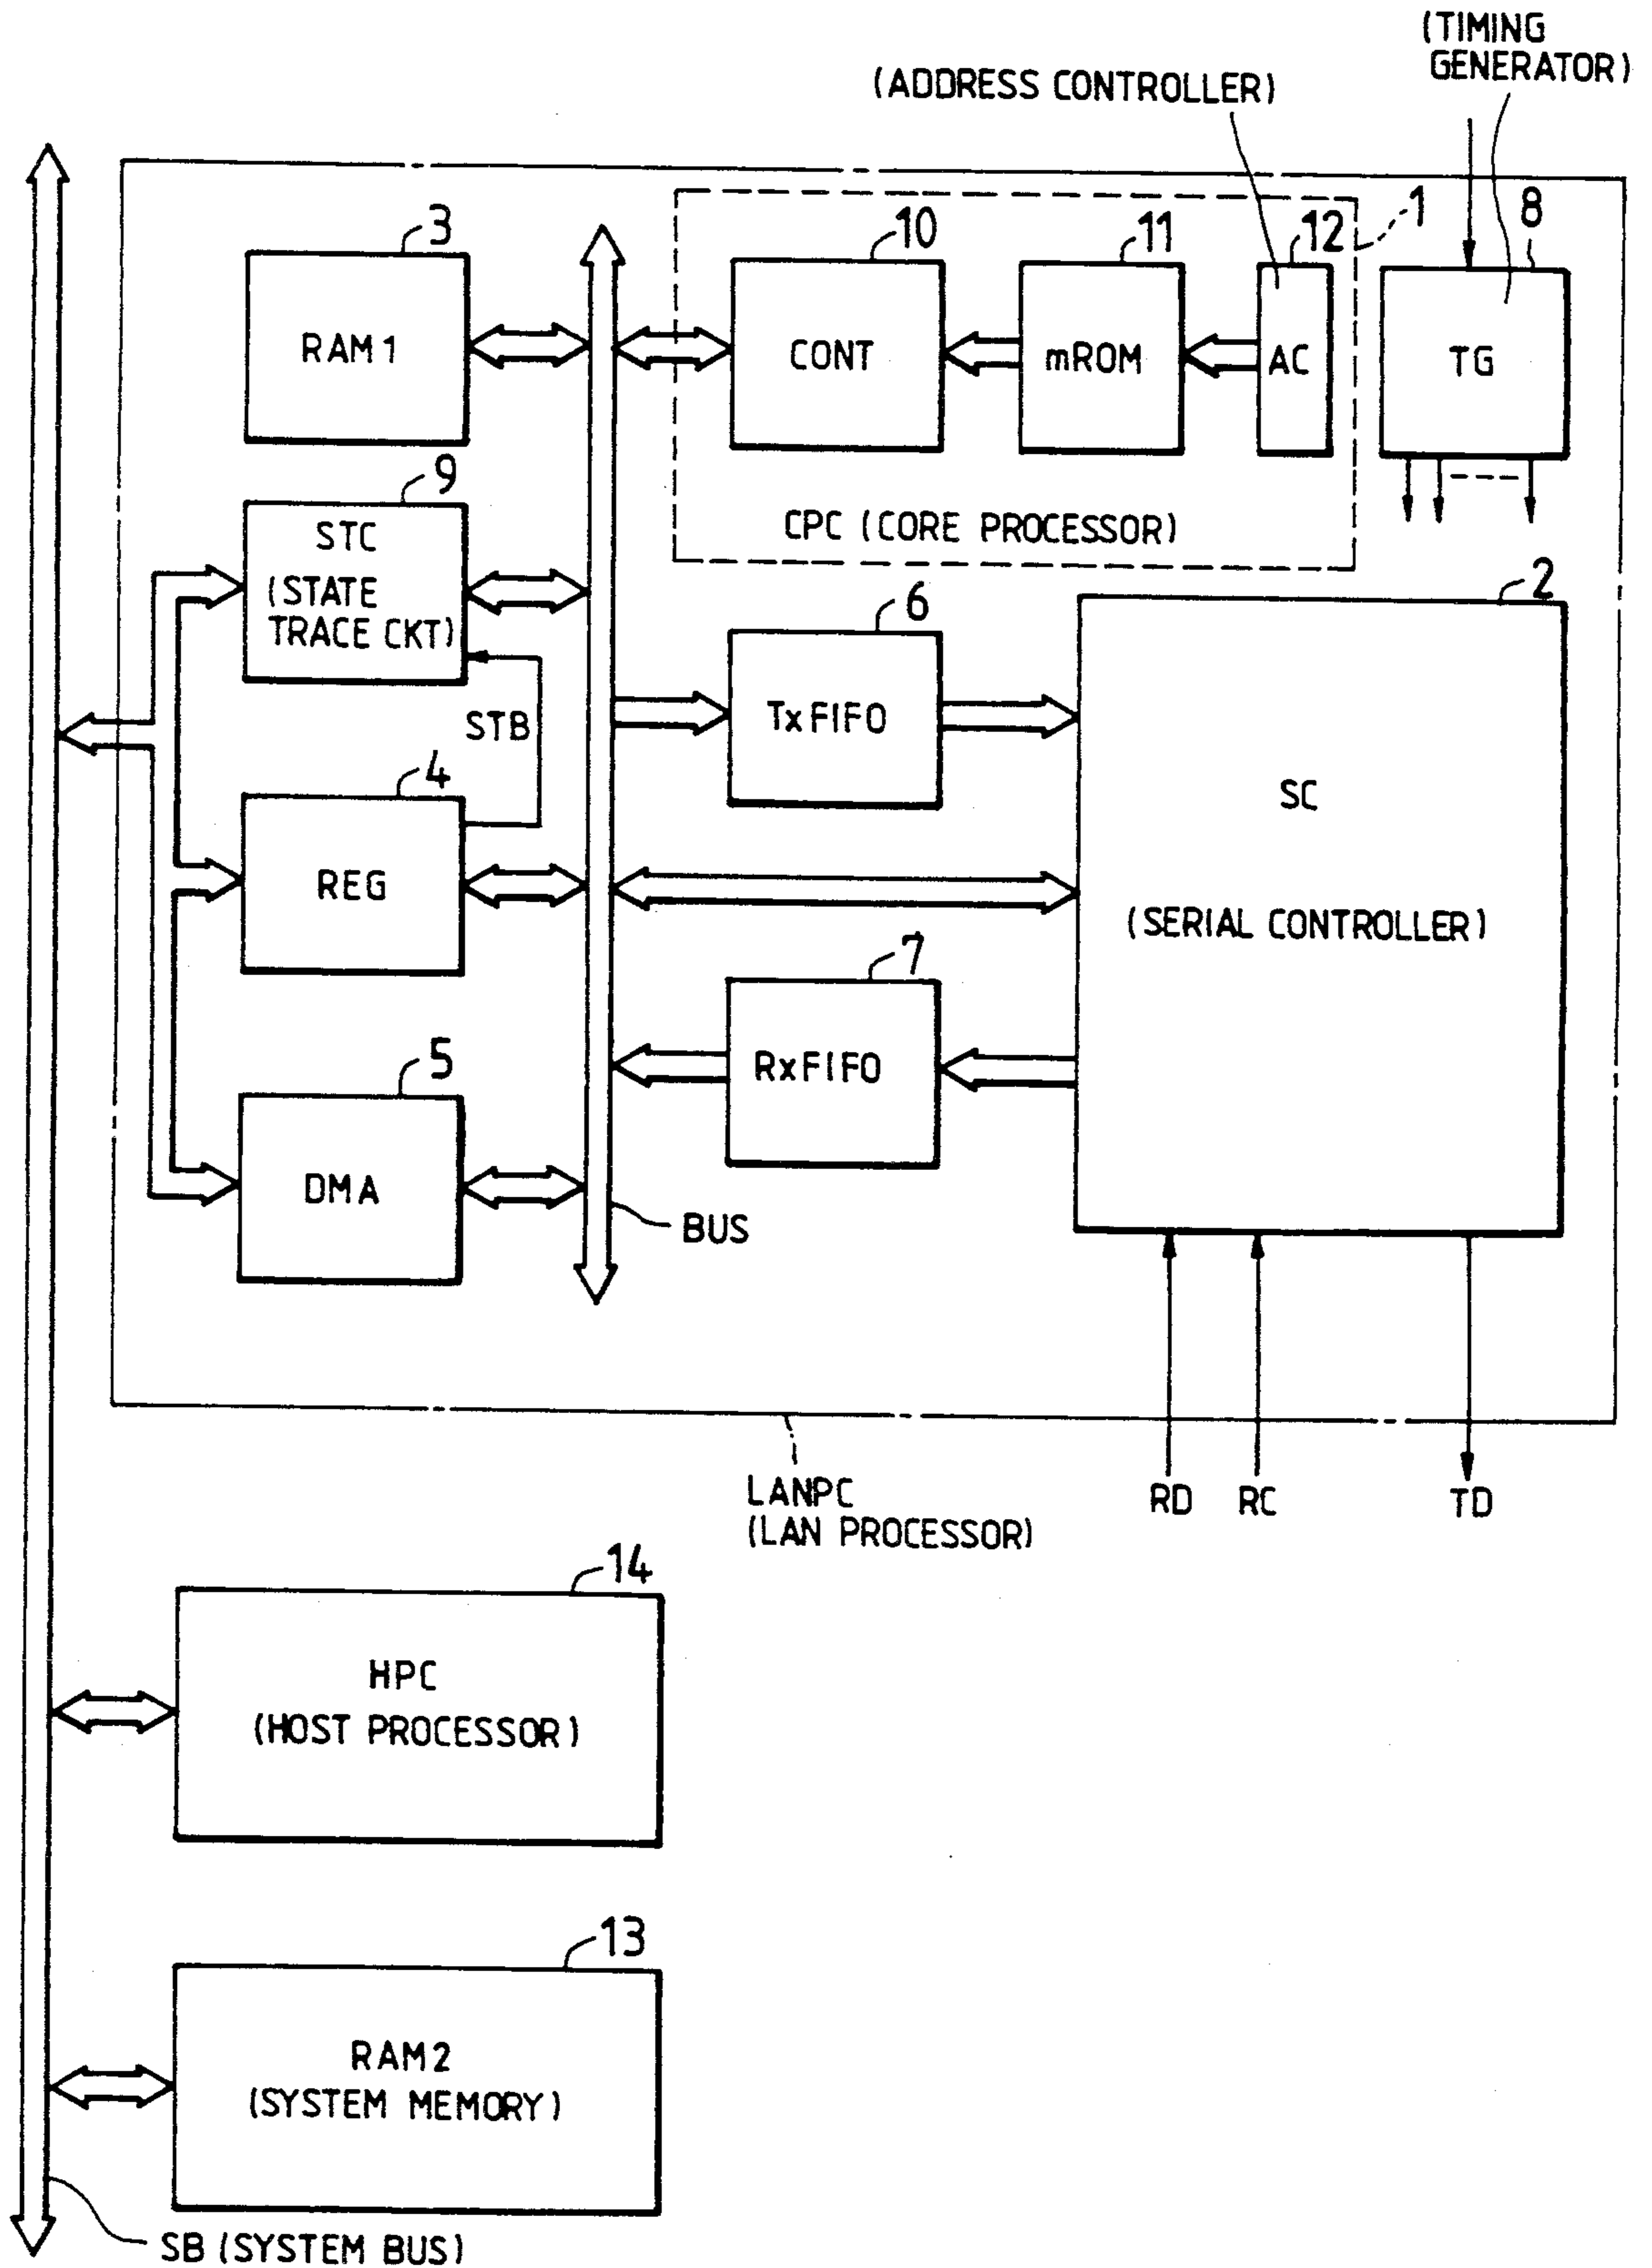 (TIMING
GENERATOR)
(ADDRESS CONTROLLER)
3
10
11
12
1
8
RAM1
CONT
mROM
AC
TG
9
STC
(STATE
TRACE CKT)
CPC (CORE PROCESSOR)
2
6
STB
TxFIFO
4
SC
REG
(SERIAL CONTROLLER)
7
RxFIFO
5
DMA
BUS
LANPC
(LAN PROCESSOR)
RD
RC
TD
14
HPC
(HOST PROCESSOR)
13
RAM2
(SYSTEM MEMORY)
SB (SYSTEM BUS)